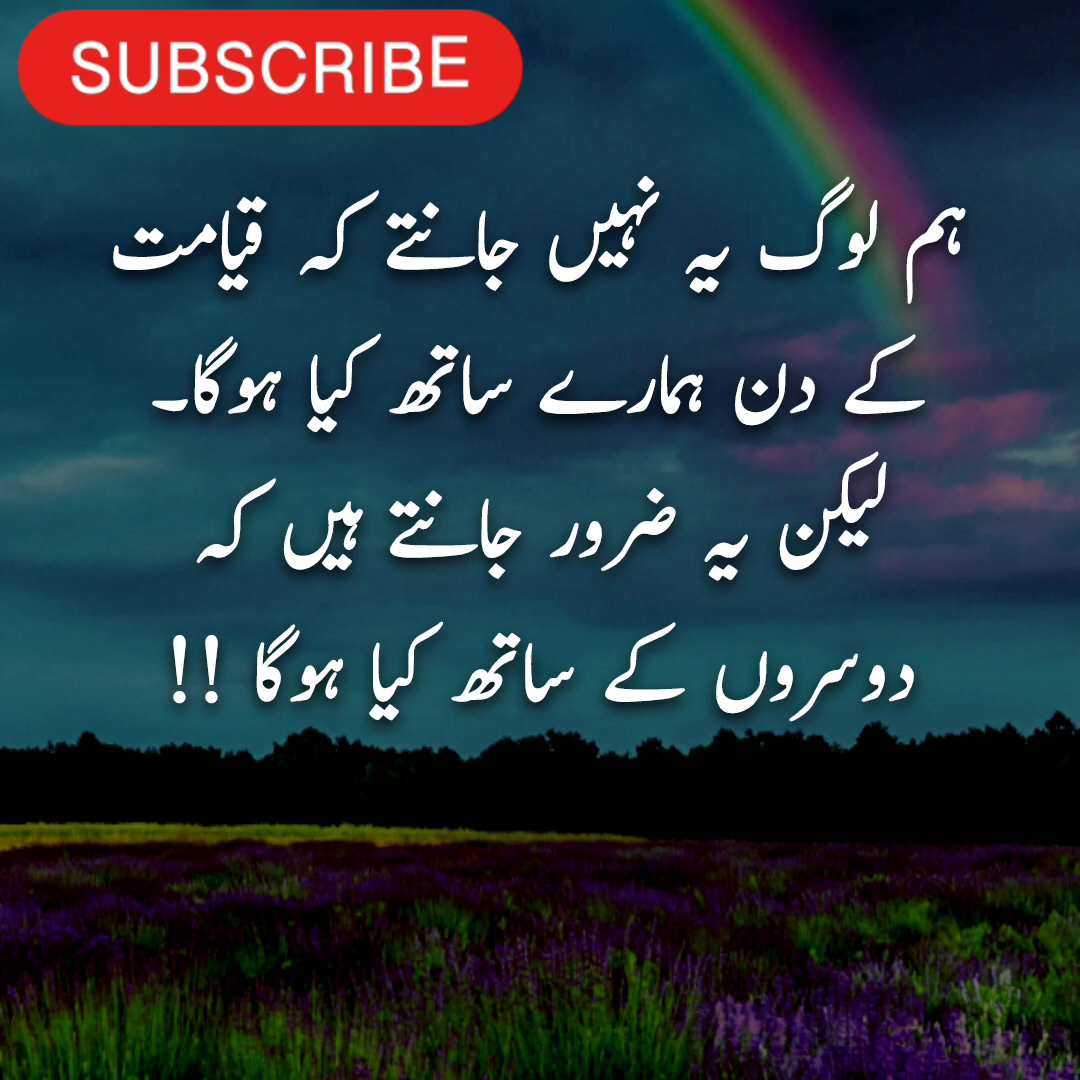 SUBSCRIBE
ہم لوگ یہ نہیں جانتے کہ قیامت
کے دن ہمارے ساتھ کیا ہوگا۔
لیکن یہ ضرور جانتے ہیں کہ
دوسروں کے ساتھ کیا ہوگا !!